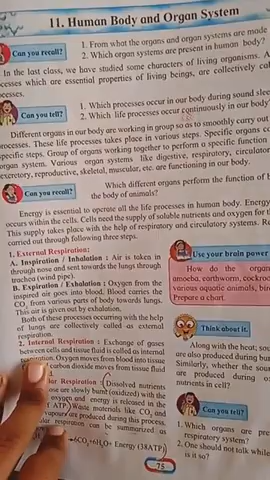 11. Human Body and Organ System
Can you recall?
1. From what the organs and organ systems are made
2. Which organ systems are present in human body?
In the last class, we have studied some characters of living organisms. A
cesses which are essential properties of living beings, are collectively cal
ocesses.
Can you tell?
1. Which processes occur in our body during sound slee
2. Which life processes occur continuously in our body
Different organs in our body are working in group so as to smoothly carry out
processes. These life processes takes place in various steps. Specific organs c
specific steps. Group of organs working together to perform a specific function
organ system. Various organ systems like digestive, respiratory, circulator
excretory, reproductive, skeletal, muscular, etc. are functioning in our body.
Can you recall?
Which different organs perform the function of b
the body of animals?
Energy is essential to operate all the life processes in human body. Energy
occurs within the cells. Cells need the supply of soluble nutrients and oxygen for t
This supply takes place with the help of respiratory and circulatory systems. R
carried out through following three steps.
1. External Respiration:
A. Inspiration / Inhalation : Air is taken in
through nose and sent towards the lungs through
trachea (wind pipe).
B. Expiration / Exhalation : Oxygen from the
inspired air goes into blood. Blood carries the
CO2 from various parts of body towards lungs.
This air is given out by exhalation.
Both of these processes occurring with the help
of lungs are collectively called as external
respiration.
2. Internal Respiration : Exchange of gases
between cells and tissue fluid is called as internal
Oxygen moves from blood into tissue
carbon dioxide moves from tissue fluid
Respiration : Dissolved nutrients
ose are slowly burnt (oxidized) with the
oxygen and energy is released in the
ATP) Waste materials like CO2 and
vapours are produced during this process.
respiration can be summarized as
6CO2+6H2O+ Energy (38ATP)
Use your brain power
How do the organ
amoeba, earthworm, cockroac
various aquatic animals, bir
Prepare a chart.
Think about it.
Along with the heat; sou
are also produced during bur
Similarly, whether the sour
are produced during o
nutrients in cell?
Can you tell?
1. Which organs are pre
respiratory system?
2. One should not talk while
is it so?
75